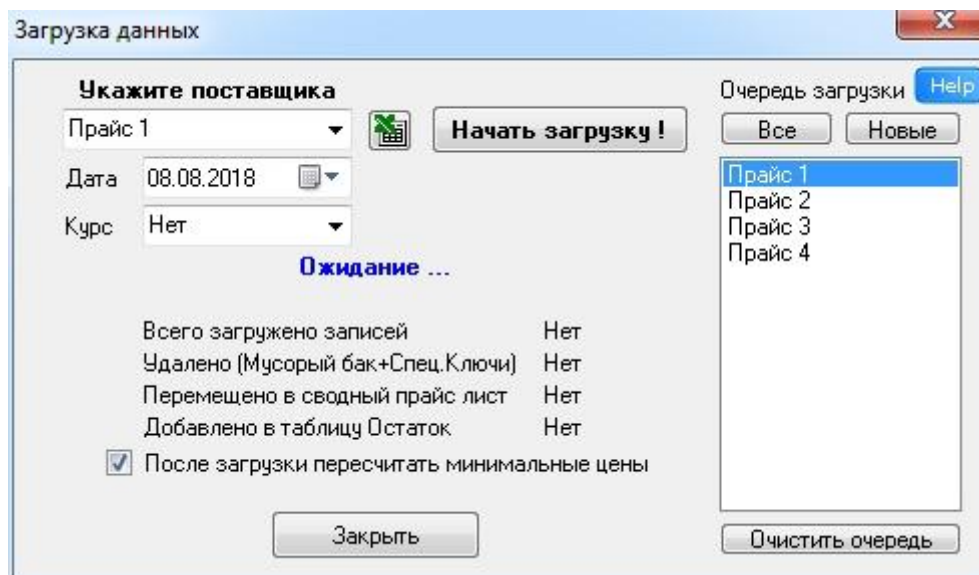 Загрузка данных
Укажите поставщика
Прайс 1
Начать загрузку !
Дата 08.08.2018
Курс Нет
Ожидание ...
Всего загружено записей Нет
Удалено (Мусорый бак+Спец.Ключи) Нет
Перемещено в сводный прайс лист Нет
Добавлено в таблицу Остаток Нет
После загрузки пересчитать минимальные цены
Закрыть
Очередь загрузки Help
Все Новые
Прайс 1
Прайс 2
Прайс 3
Прайс 4
Очистить очередь